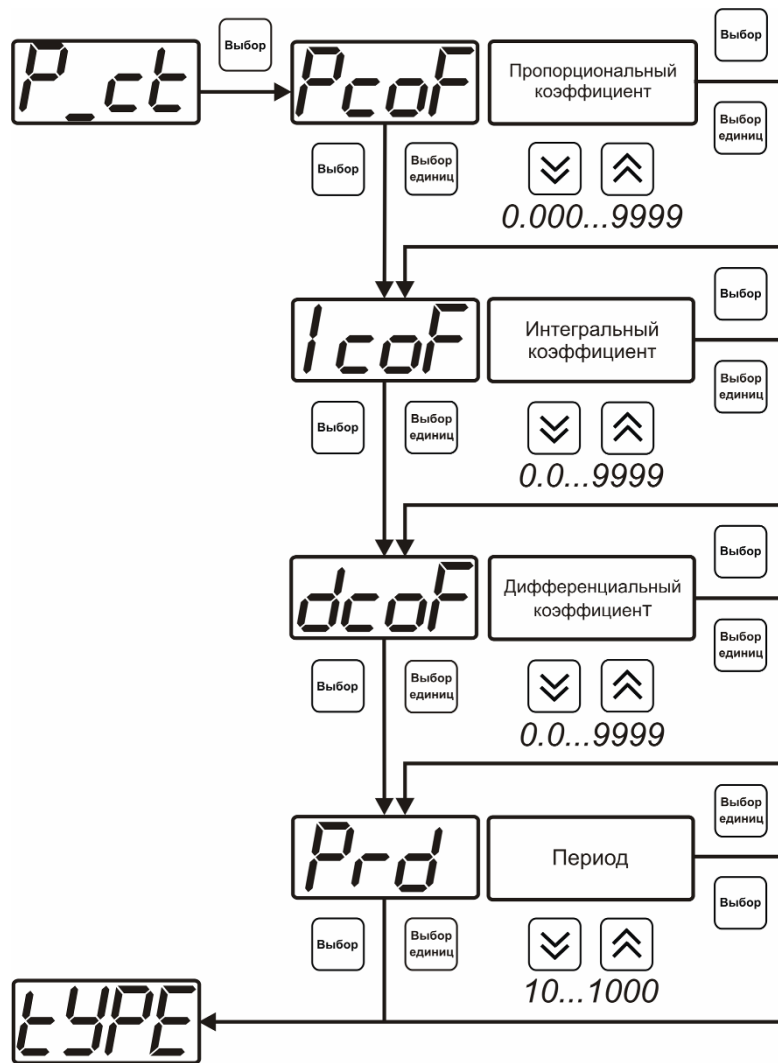 P_ct
Выбор
PcoF
Пропорциональный
коэффициент
Выбор
Выбор
единиц
Выбор
Выбор
единиц
0.000...9999
IcoF
Интегральный
коэффициент
Выбор
Выбор
единиц
Выбор
Выбор
единиц
0.0...9999
dcoF
Дифференциальный
коэффициент
Выбор
Выбор
единиц
Выбор
Выбор
единиц
0.0...9999
Prd
Период
Выбор
единиц
Выбор
Выбор
Выбор
единиц
10...1000
tYPE